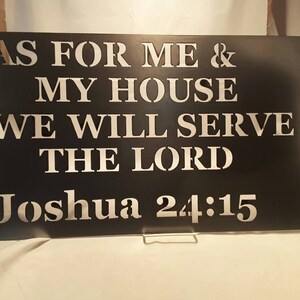 AS FOR ME &
MY HOUSE
WE WILL SERVE
THE LORD
Joshua 24:15